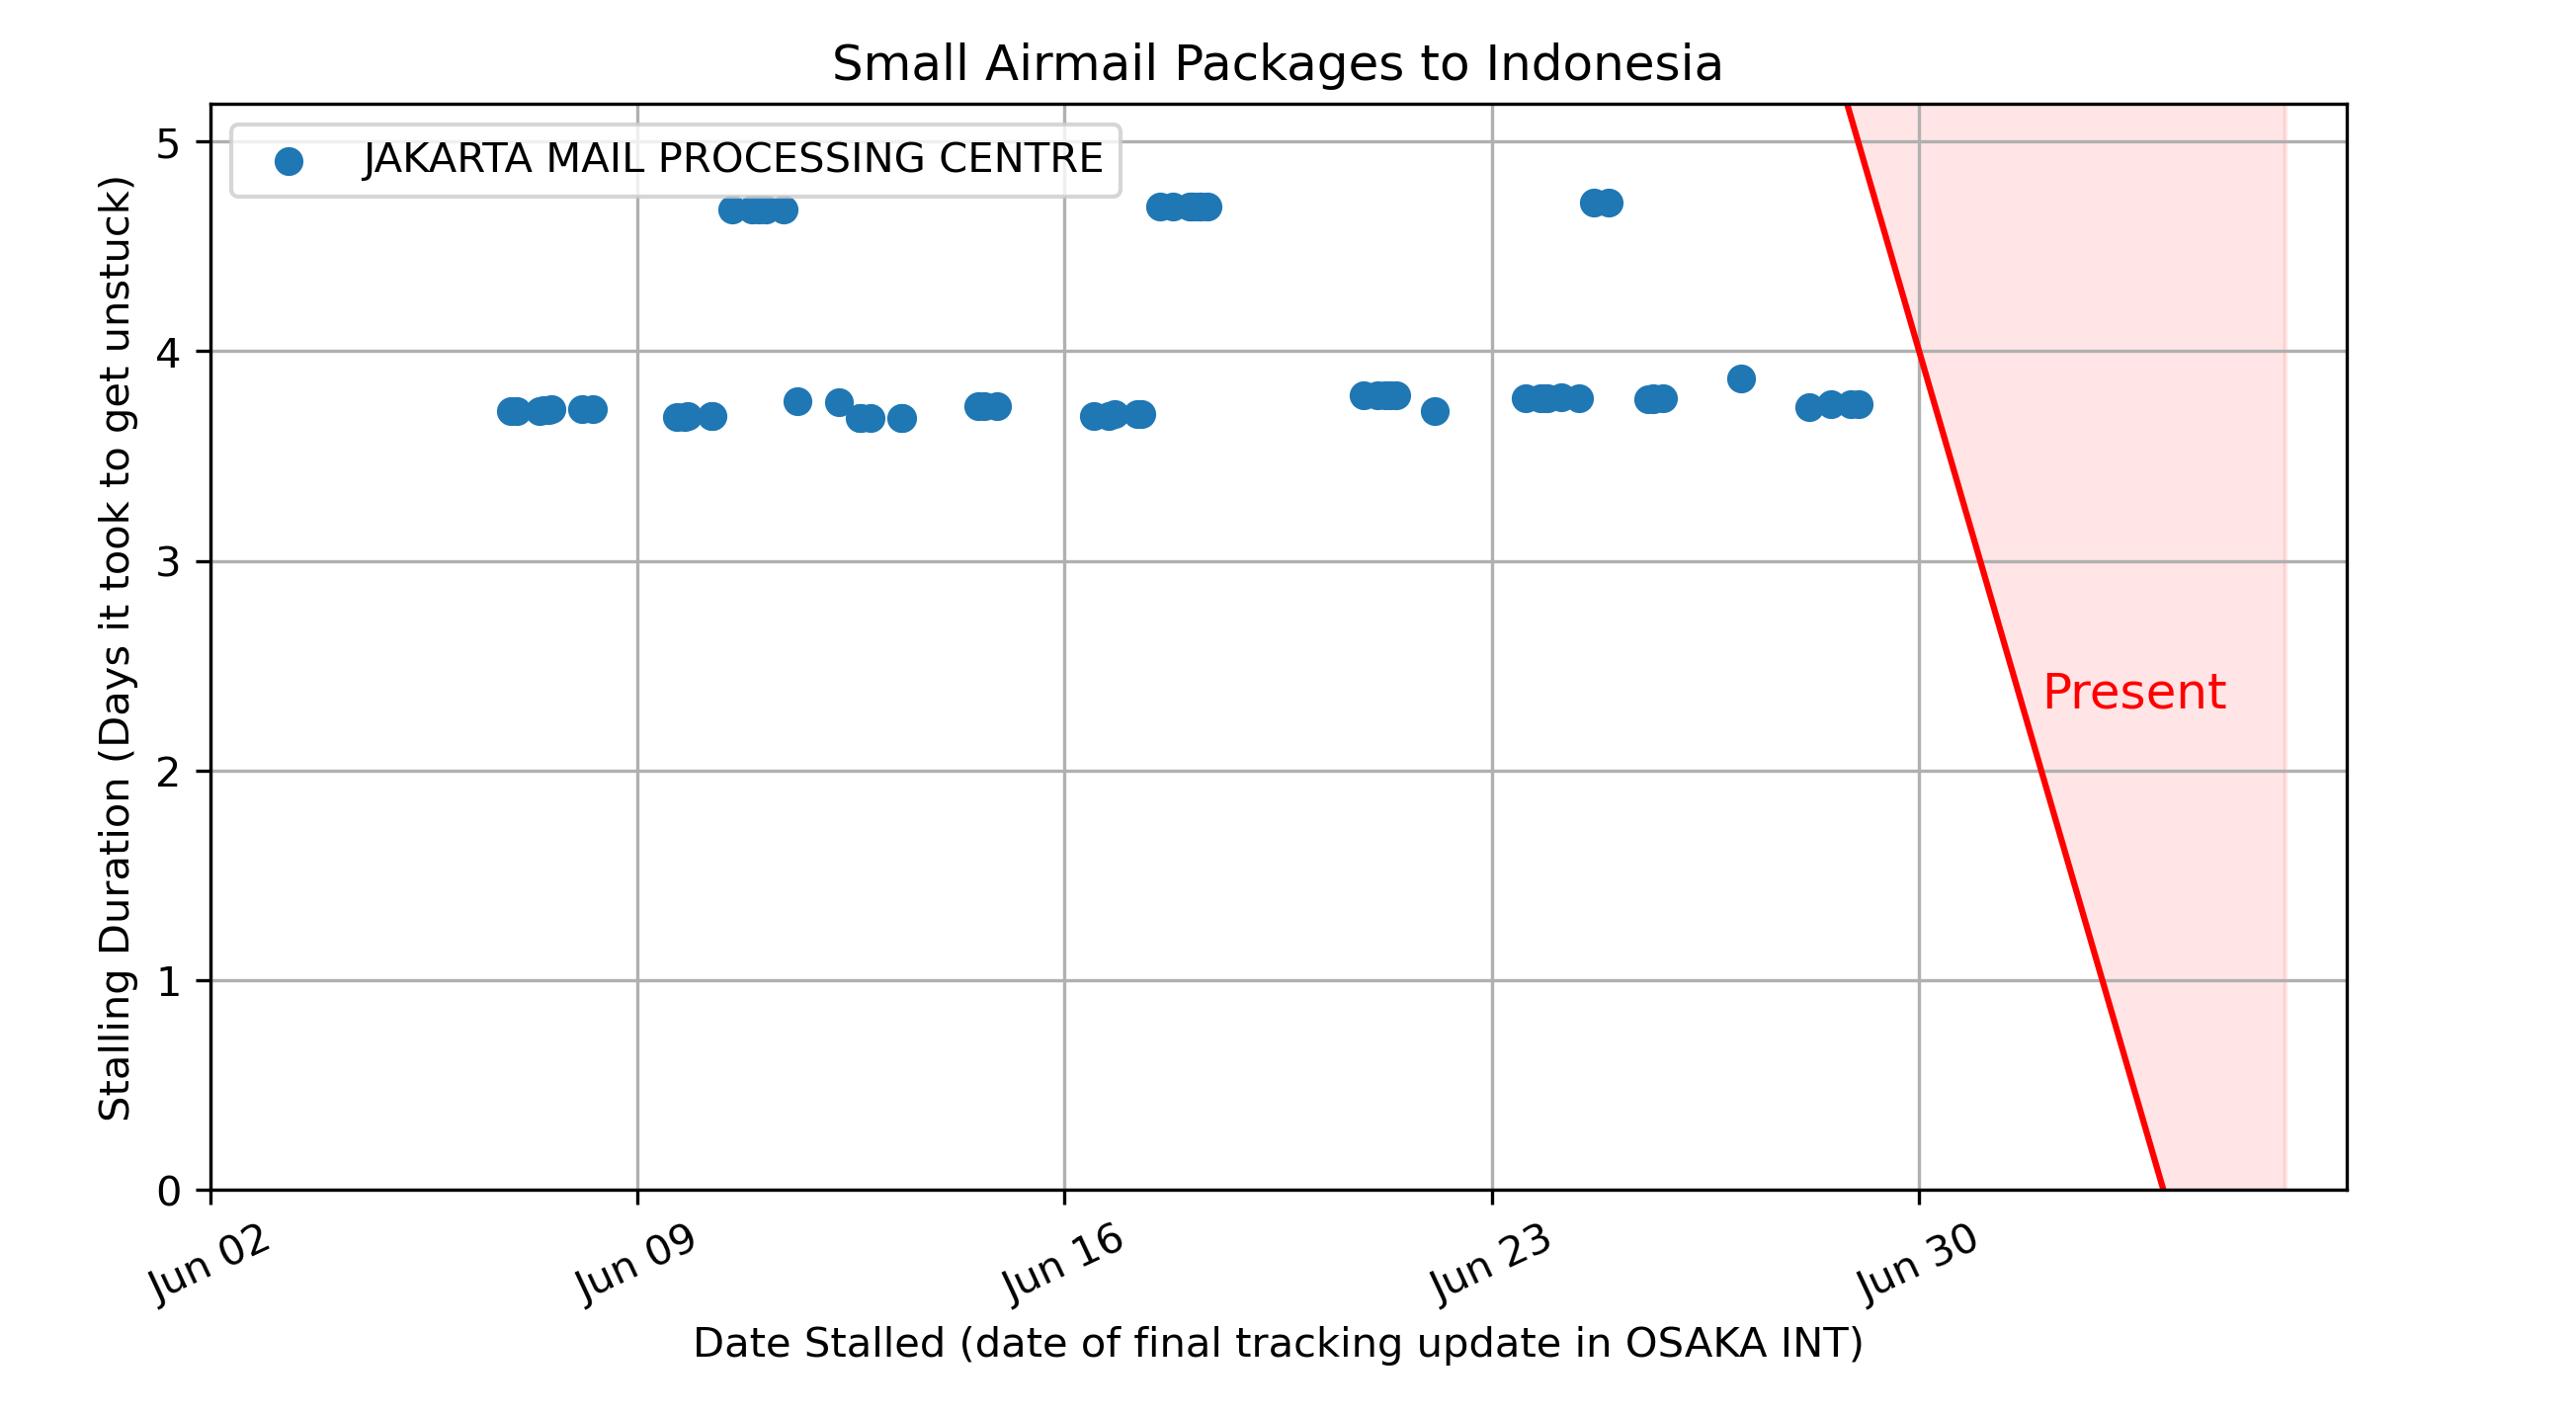 Small Airmail Packages to Indonesia
JAKARTA MAIL PROCESSING CENTRE
Stalling Duration (Days it took to get unstuck)
5
4
3
2
1
0
Present
Jun 02
Jun 09
Jun 16
Jun 23
Jun 30
Date Stalled (date of final tracking update in OSAKA INT)